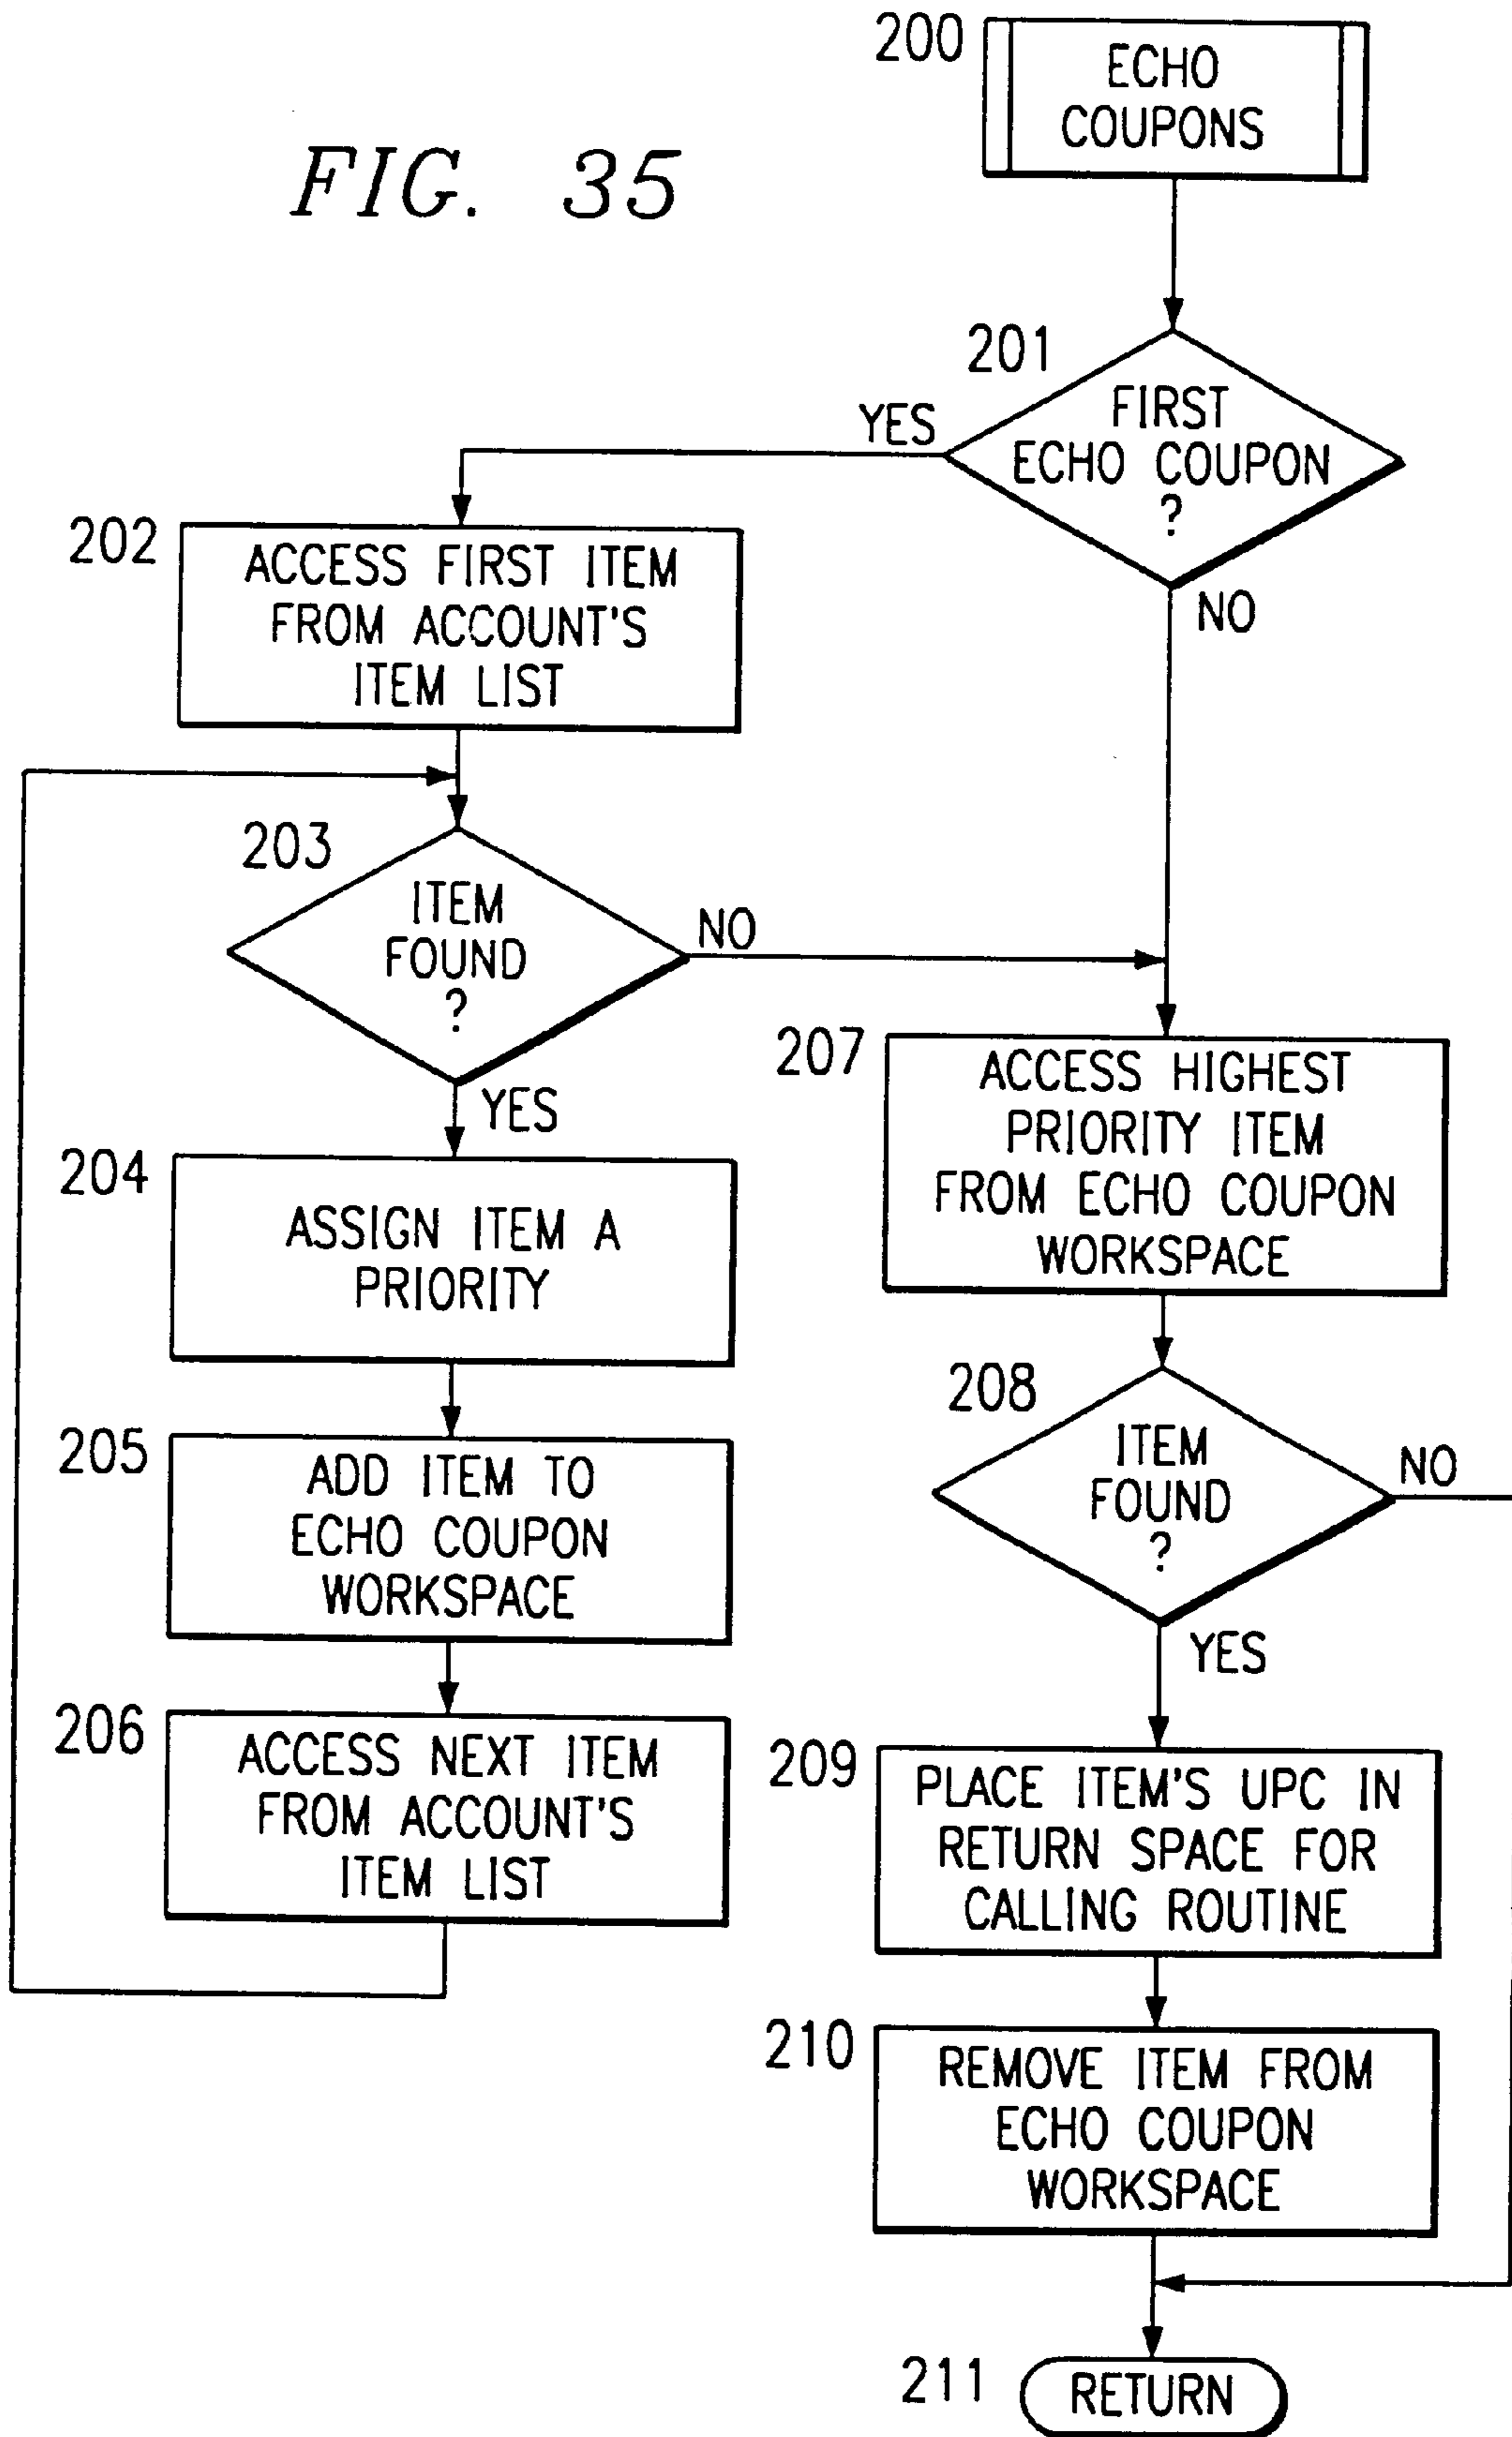 FIG. 35
200
ECHO
COUPONS
201
FIRST
ECHO COUPON
?
YES
NO
202
ACCESS FIRST ITEM
FROM ACCOUNT'S
ITEM LIST
203
ITEM
FOUND
?
NO
YES
204
ASSIGN ITEM A
PRIORITY
205
ADD ITEM TO
ECHO COUPON
WORKSPACE
206
ACCESS NEXT ITEM
FROM ACCOUNT'S
ITEM LIST
207
ACCESS HIGHEST
PRIORITY ITEM
FROM ECHO COUPON
WORKSPACE
208
ITEM
FOUND
?
NO
YES
209
PLACE ITEM'S UPC IN
RETURN SPACE FOR
CALLING ROUTINE
210
REMOVE ITEM FROM
ECHO COUPON
WORKSPACE
211
RETURN